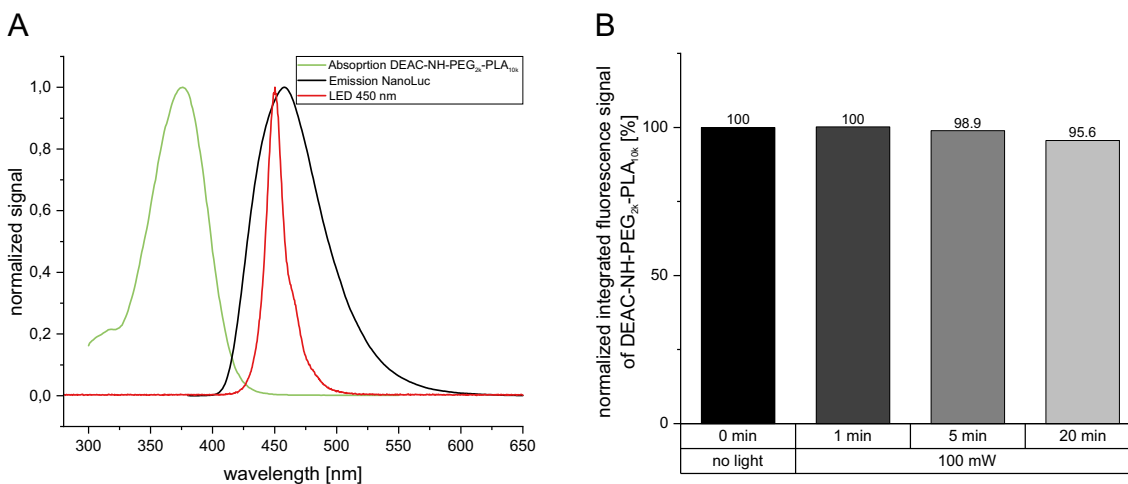 A
Absoprtion DEAC-NH-PEG2k-PLA10k
Emission NanoLuc
LED 450 nm
normalized signal
1,0
0,8
0,6
0,4
0,2
0,0
300
350
400
450
500
550
600
650
wavelength [nm]
B
normalized integrated fluorescence signal
of DEAC-NH-PEG2k-PLA10k [%]
100
50
0
100
100
98.9
95.6
0 min
1 min
5 min
20 min
no light
100 mW